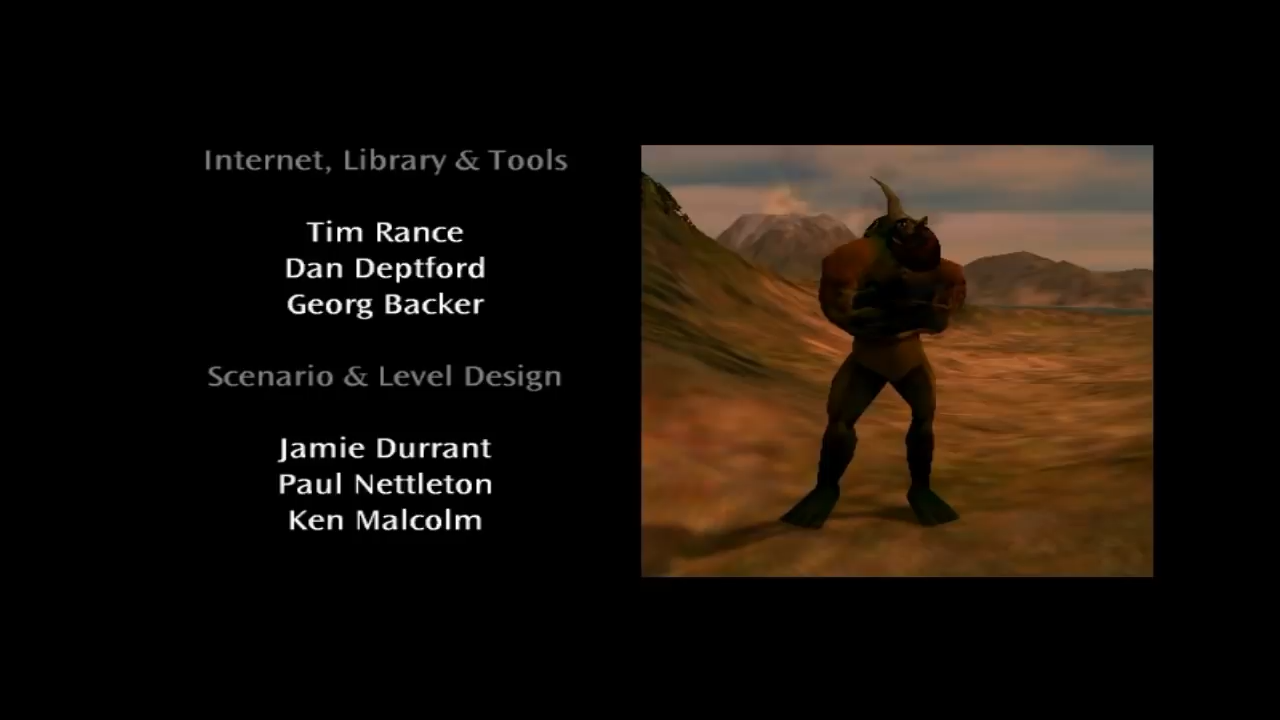 Internet, Library & Tools
Tim Rance
Dan Deptford
Georg Backer
Scenario & Level Design
Jamie Durrant
Paul Nettleton
Ken Malcolm